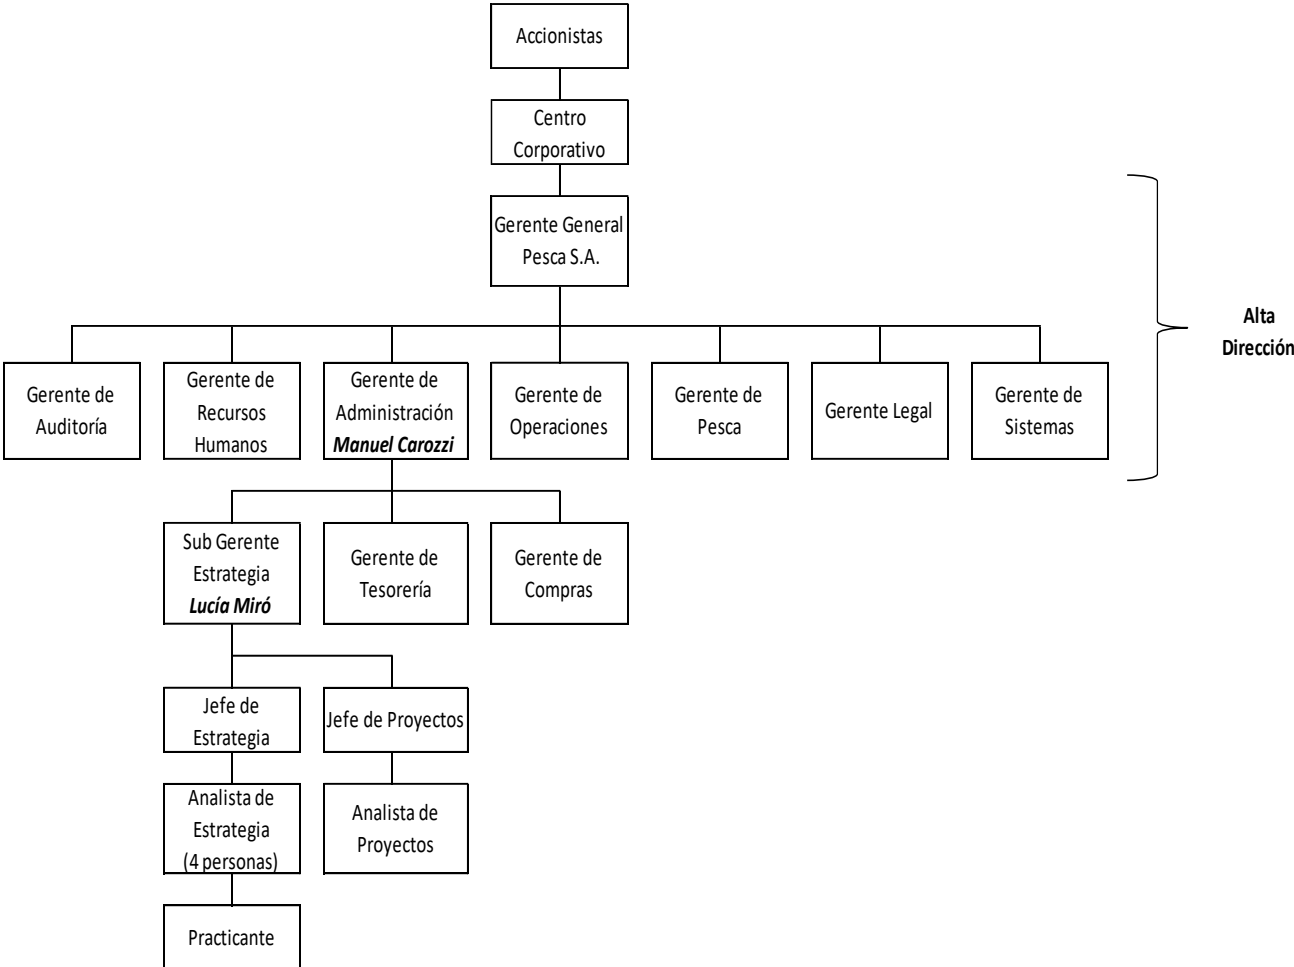 Accionistas
Centro
Corporativo
Gerente General
Pesca S.A.
Alta
Dirección
Gerente de
Auditoría
Gerente de
Recursos
Humanos
Gerente de
Administración
Manuel Carozzi
Gerente de
Operaciones
Gerente de
Pesca
Gerente Legal
Gerente de
Sistemas
Sub Gerente
Estrategia
Lucía Miró
Gerente de
Tesorería
Gerente de
Compras
Jefe de
Estrategia
Jefe de Proyectos
Analista de
Estrategia
(4 personas)
Analista de
Proyectos
Practicante